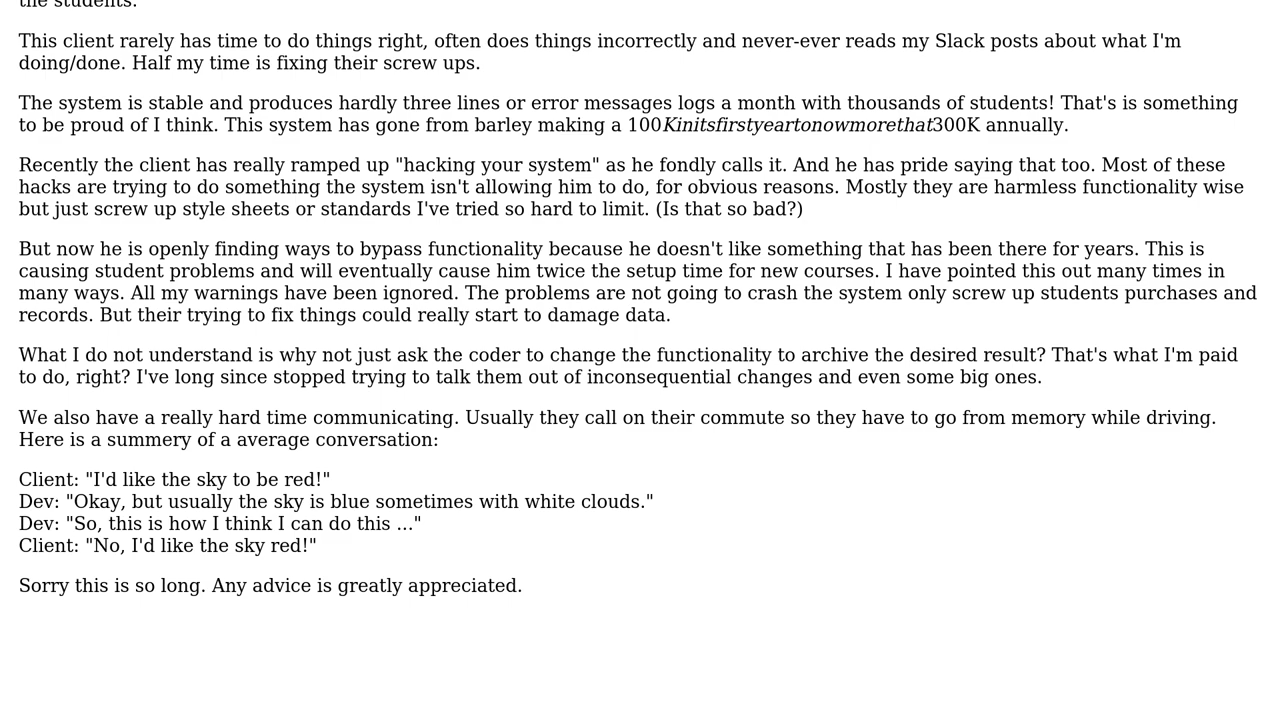 the students.
This client rarely has time to do things right, often does things incorrectly and never-ever reads my Slack posts about what I'm
doing/done. Half my time is fixing their screw ups.
The system is stable and produces hardly three lines or error messages logs a month with thousands of students! That's is something
to be proud of I think. This system has gone from barley making a 100Kinitsfirstyeartonowmorethat300K annually.
Recently the client has really ramped up "hacking your system" as he fondly calls it. And he has pride saying that too. Most of these
hacks are trying to do something the system isn't allowing him to do, for obvious reasons. Mostly they are harmless functionality wise
but just screw up style sheets or standards I've tried so hard to limit. (Is that so bad?)
But now he is openly finding ways to bypass functionality because he doesn't like something that has been there for years. This is
causing student problems and will eventually cause him twice the setup time for new courses. I have pointed this out many times in
many ways. All my warnings have been ignored. The problems are not going to crash the system only screw up students purchases and
records. But their trying to fix things could really start to damage data.
What I do not understand is why not just ask the coder to change the functionality to archive the desired result? That's what I'm paid
to do, right? I've long since stopped trying to talk them out of inconsequential changes and even some big ones.
We also have a really hard time communicating. Usually they call on their commute so they have to go from memory while driving.
Here is a summery of a average conversation:
Client: "I'd like the sky to be red!"
Dev: "Okay, but usually the sky is blue sometimes with white clouds."
Dev: "So, this is how I think I can do this ..."
Client: "No, I'd like the sky red!"
Sorry this is so long. Any advice is greatly appreciated.